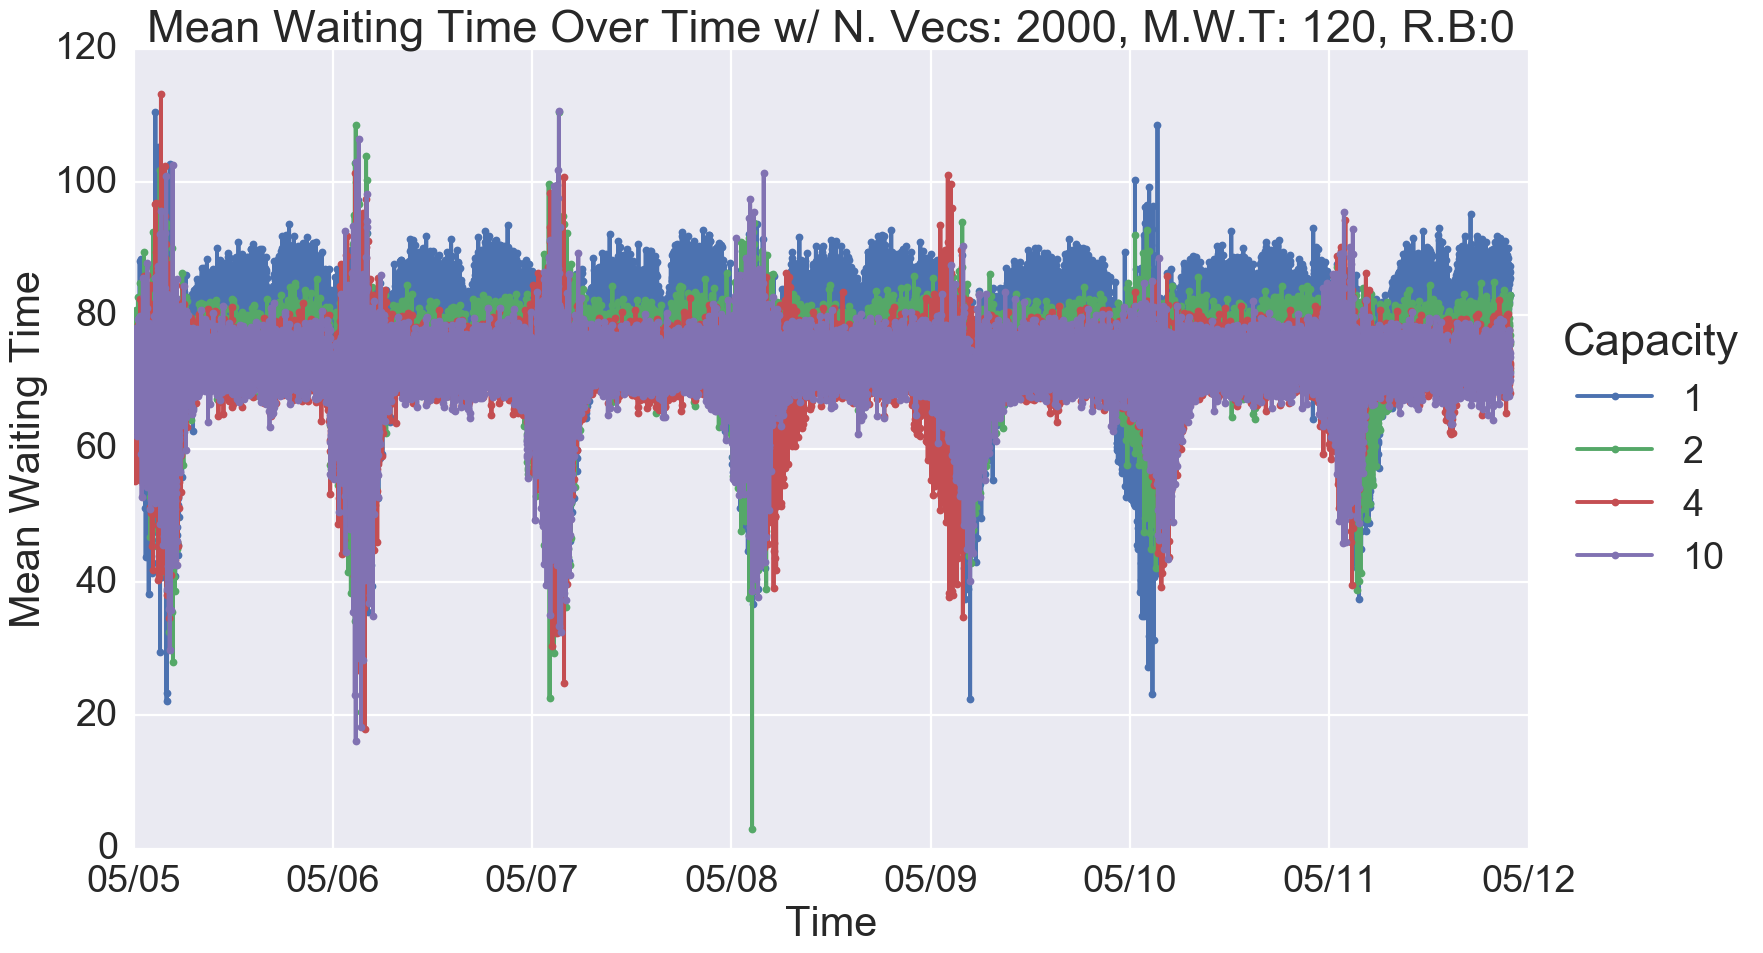 Mean Waiting Time Over Time w/ N. Vecs: 2000, M.W.T: 120, R.B:0
Mean Waiting Time
120
100
80
60
40
20
0
05/05 05/06 05/07 05/08 05/09 05/10 05/11 05/12
Time
Capacity
1
2
4
10